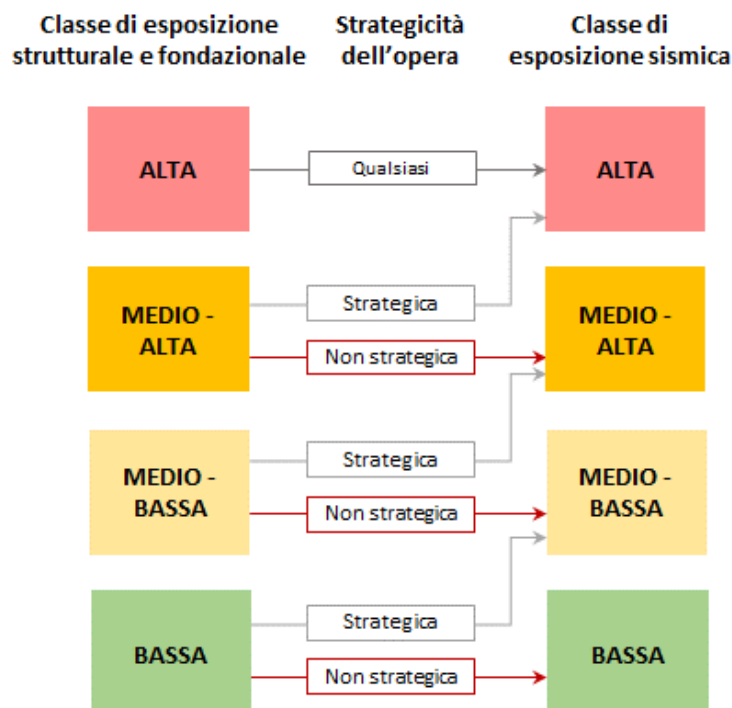 Classe di esposizione
strutturale e fondazionale
Strategicità
dell'opera
Classe di
esposizione sismica
ALTA
Qualsiasi
ALTA
MEDIO -
ALTA
Strategica
Non strategica
MEDIO -
ALTA
MEDIO -
BASSA
Strategica
Non strategica
MEDIO -
BASSA
BASSA
Strategica
Non strategica
BASSA